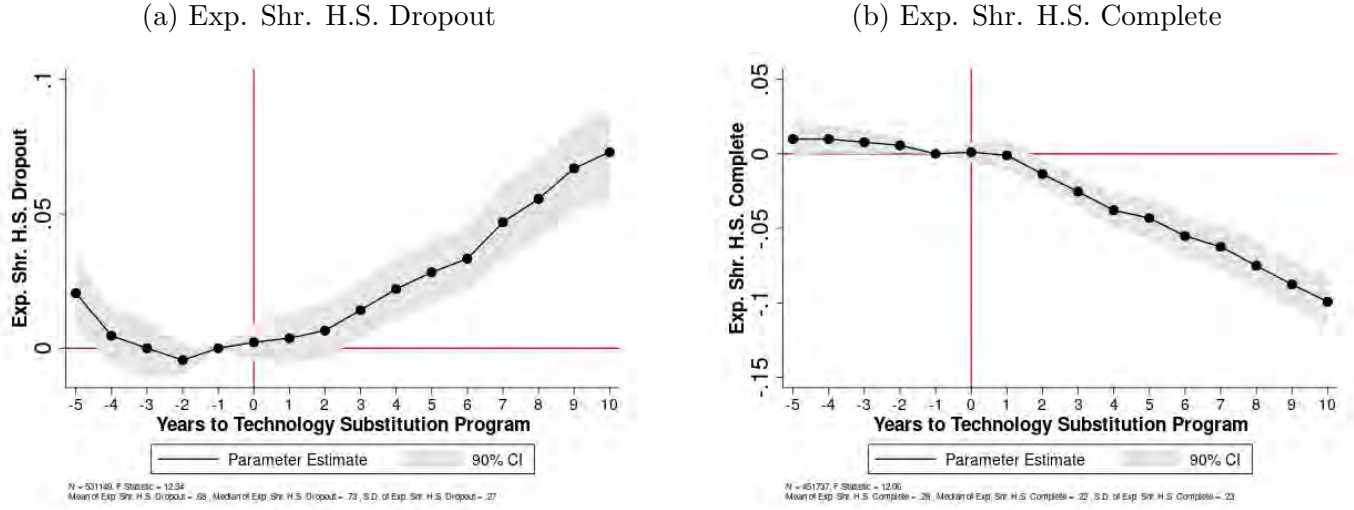 (a) Exp. Shr. H.S. Dropout
.1
.05
0
Exp. Shr. H.S. Dropout
-5 -4 -3 -2 -1 0 1 2 3 4 5 6 7 8 9 10
Years to Technology Substitution Program
Parameter Estimate 90% CI
N = 531149, F Statistic = 12.34
Mean of Exp. Shr. H.S. Dropout = .69, Median of Exp. Shr. H.S. Dropout = .73, S.D. of Exp. Shr. H.S. Dropout = .27
(b) Exp. Shr. H.S. Complete
.05
0
-.05
-.1
-.15
Exp. Shr. H.S. Complete
-5 -4 -3 -2 -1 0 1 2 3 4 5 6 7 8 9 10
Years to Technology Substitution Program
Parameter Estimate 90% CI
N = 451737, F Statistic = 12.06
Mean of Exp. Shr. H.S. Complete = .28, Median of Exp. Shr. H.S. Complete = .22, S.D. of Exp. Shr. H.S. Complete = .23